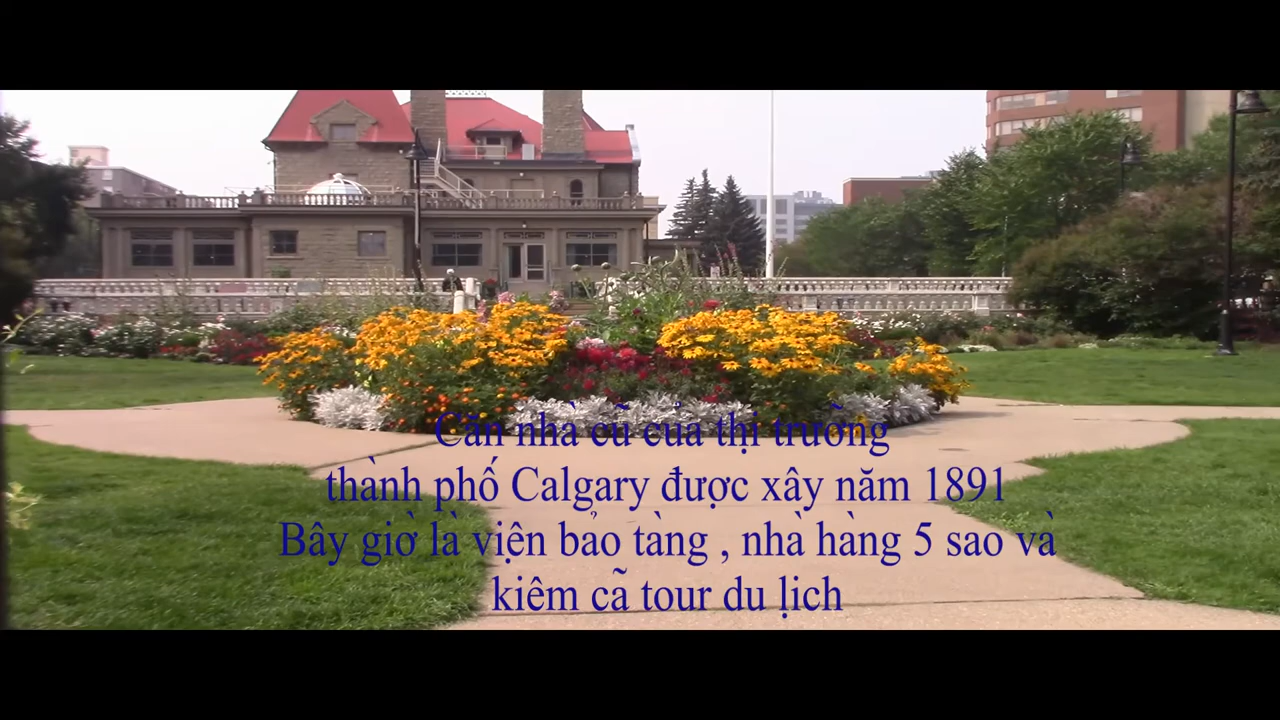 Căn nhà cũ của thị trường
thành phố Calgary được xây năm 1891
Bây giờ là viện bảo tàng , nhà hàng 5 sao và
kiêm cã tour du lịch